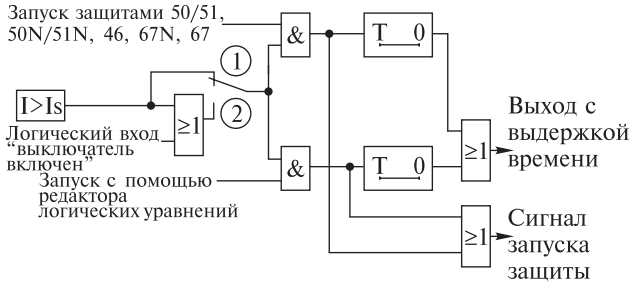 Запуск защитами 50/51,
50N/51N, 46, 67N, 67
&
T 0
1
I>Is
2
≥1
Логический вход
“выключатель
включен”
Запуск с помощью
редактора
логических уравнений
&
T 0
≥1
Выход с
выдержкой
времени
≥1
Сигнал
запуска
защиты